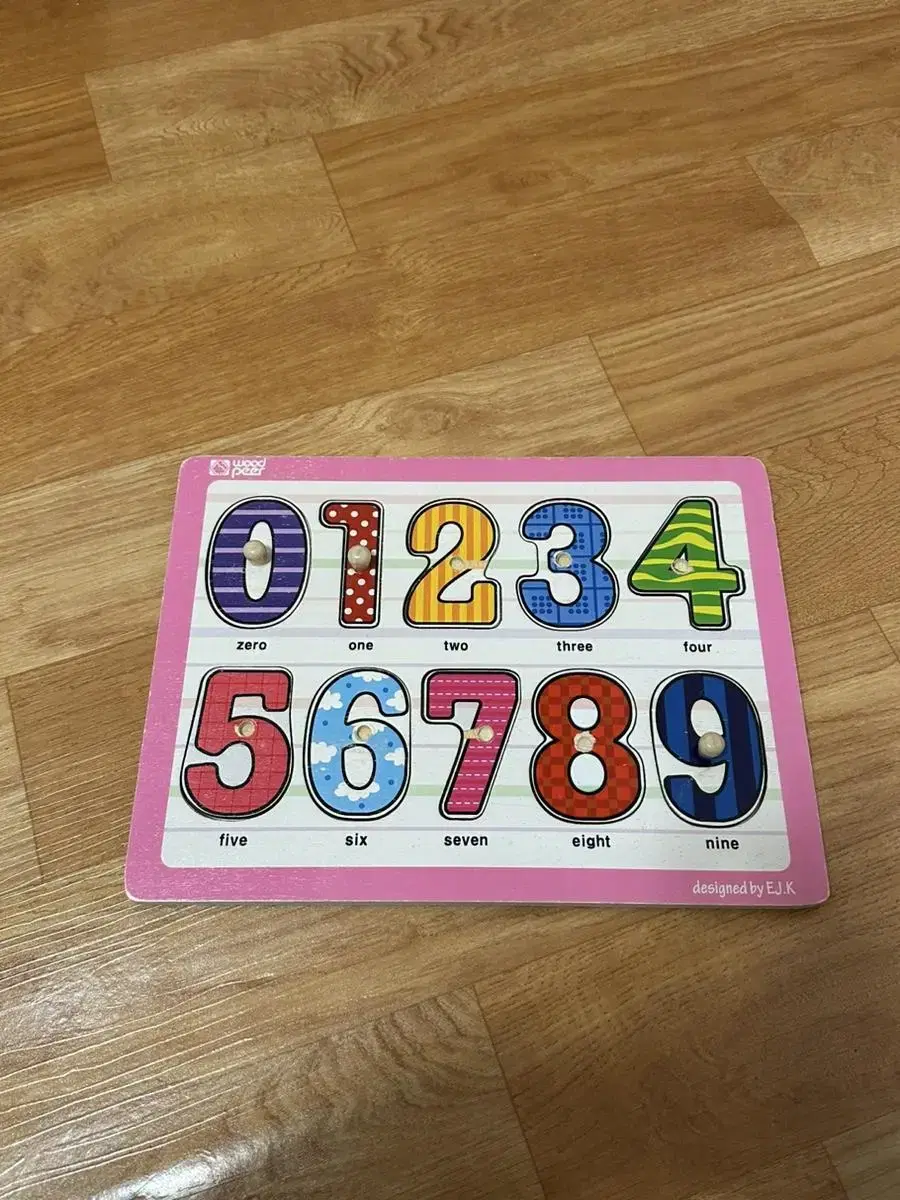 wood
peer
0 1 2 3 4
zero one two three four
5 6 7 8 9
five six seven eight nine
designed by E.J.K